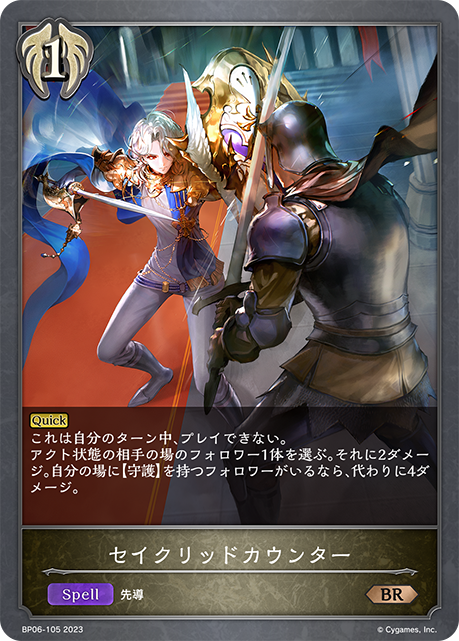 1
Quick
これは自分のターン中、プレイできない。
アクト状態の相手の場のフォロワー1体を選ぶ。それに2ダメー
ジ。自分の場に【守護】を持つフォロワーがいるなら、代わりに4ダ
メージ。
セイクリッドカウンター
Spell 先導 BR
BP06-105 2023 © Cygames, Inc.